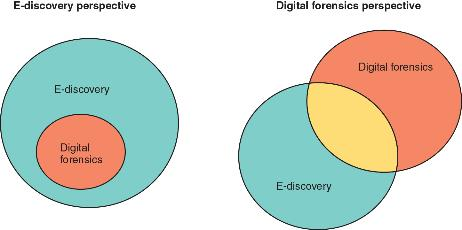 E-discovery perspective
Digital forensics perspective
E-discovery
Digital
forensics
Digital forensics
E-discovery